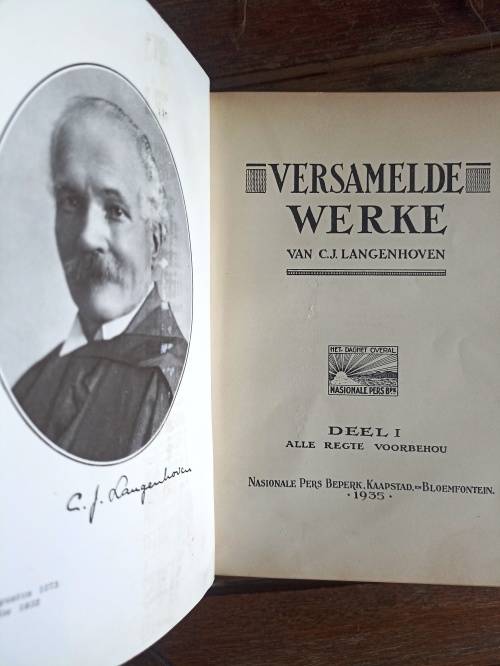 C. J. Langenhoven
VERSAMELDE
WERKE
VAN C.J. LANGENHOVEN
HET DAGHET OVERAL
NASIONALE PERS BPK
DEEL I
ALLE REGTE VOORBEHOU
NASIONALE PERS BEPERK, KAAPSTAD, EN BLOEMFONTEIN.
·1935·